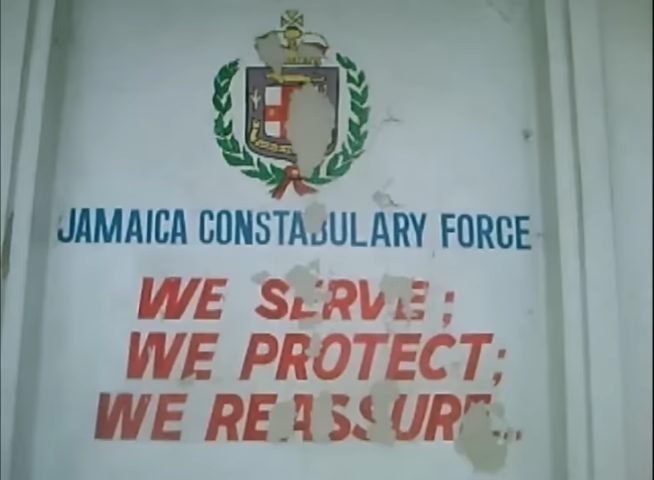 JAMAICA CONSTABULARY FORCE
WE SERVE;
WE PROTECT;
WE REASSURE...